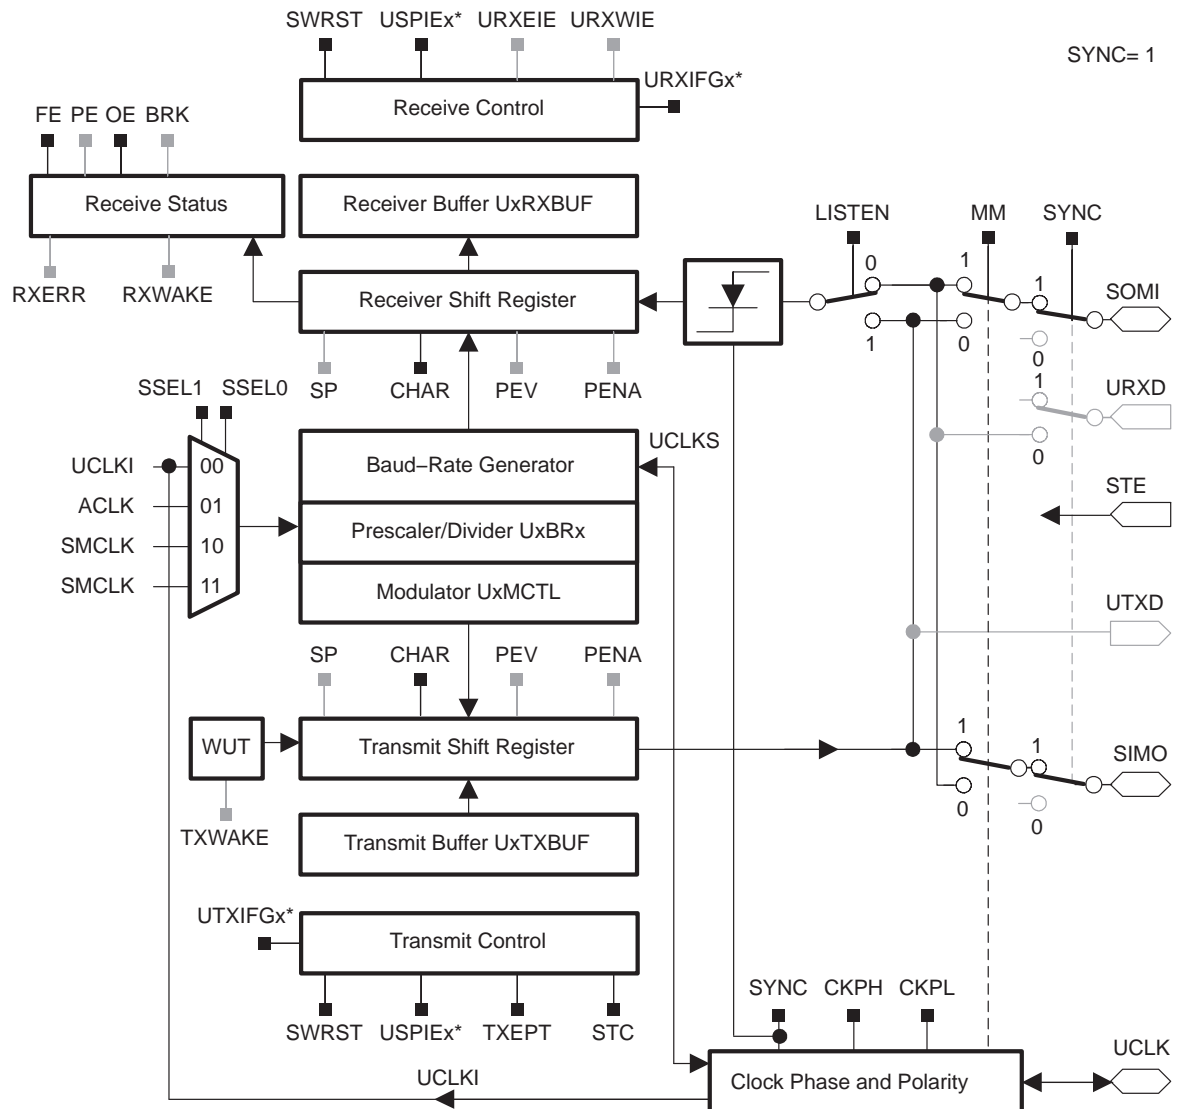 SWRST USPIEx* URXEIE URXWIE
SYNC= 1
URXIFGx*
Receive Control
FE PE OE BRK
Receive Status
Receiver Buffer UxRXBUF
LISTEN MM SYNC
RXERR RXWAKE
Receiver Shift Register
0 1 1
SOMI
1 0 0
SP CHAR PEV PENA
SSEL1 SSEL0
1
URXD
0
UCLKS
UCLKI 00
Baud–Rate Generator
ACLK 01
STE
Prescaler/Divider UxBRx
SMCLK 10
SMCLK 11
Modulator UxMCTL
UTXD
SP CHAR PEV PENA
WUT
Transmit Shift Register
1 1
SIMO
0 0
TXWAKE
Transmit Buffer UxTXBUF
UTXIFGx*
Transmit Control
SWRST USPIEx* TXEPT STC
SYNC CKPH CKPL
UCLK
UCLKI
Clock Phase and Polarity